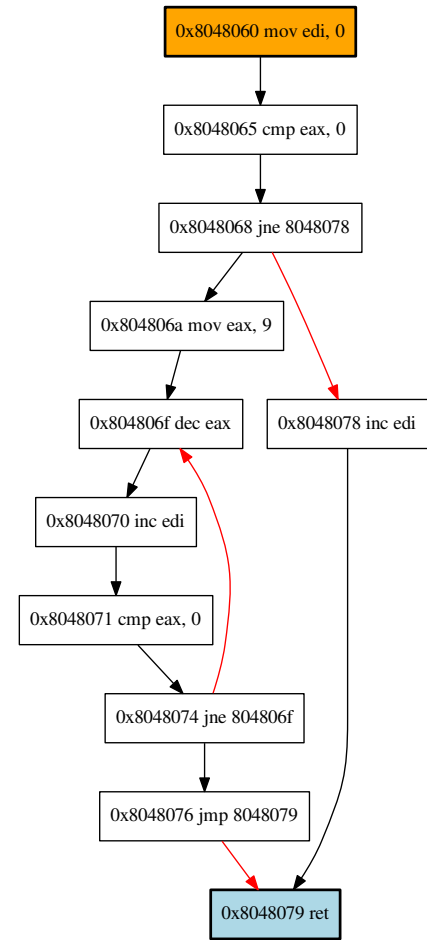 0x8048060 mov edi, 0
0x8048065 cmp eax, 0
0x8048068 jne 8048078
0x804806a mov eax, 9
0x804806f dec eax
0x8048078 inc edi
0x8048070 inc edi
0x8048071 cmp eax, 0
0x8048074 jne 804806f
0x8048076 jmp 8048079
0x8048079 ret